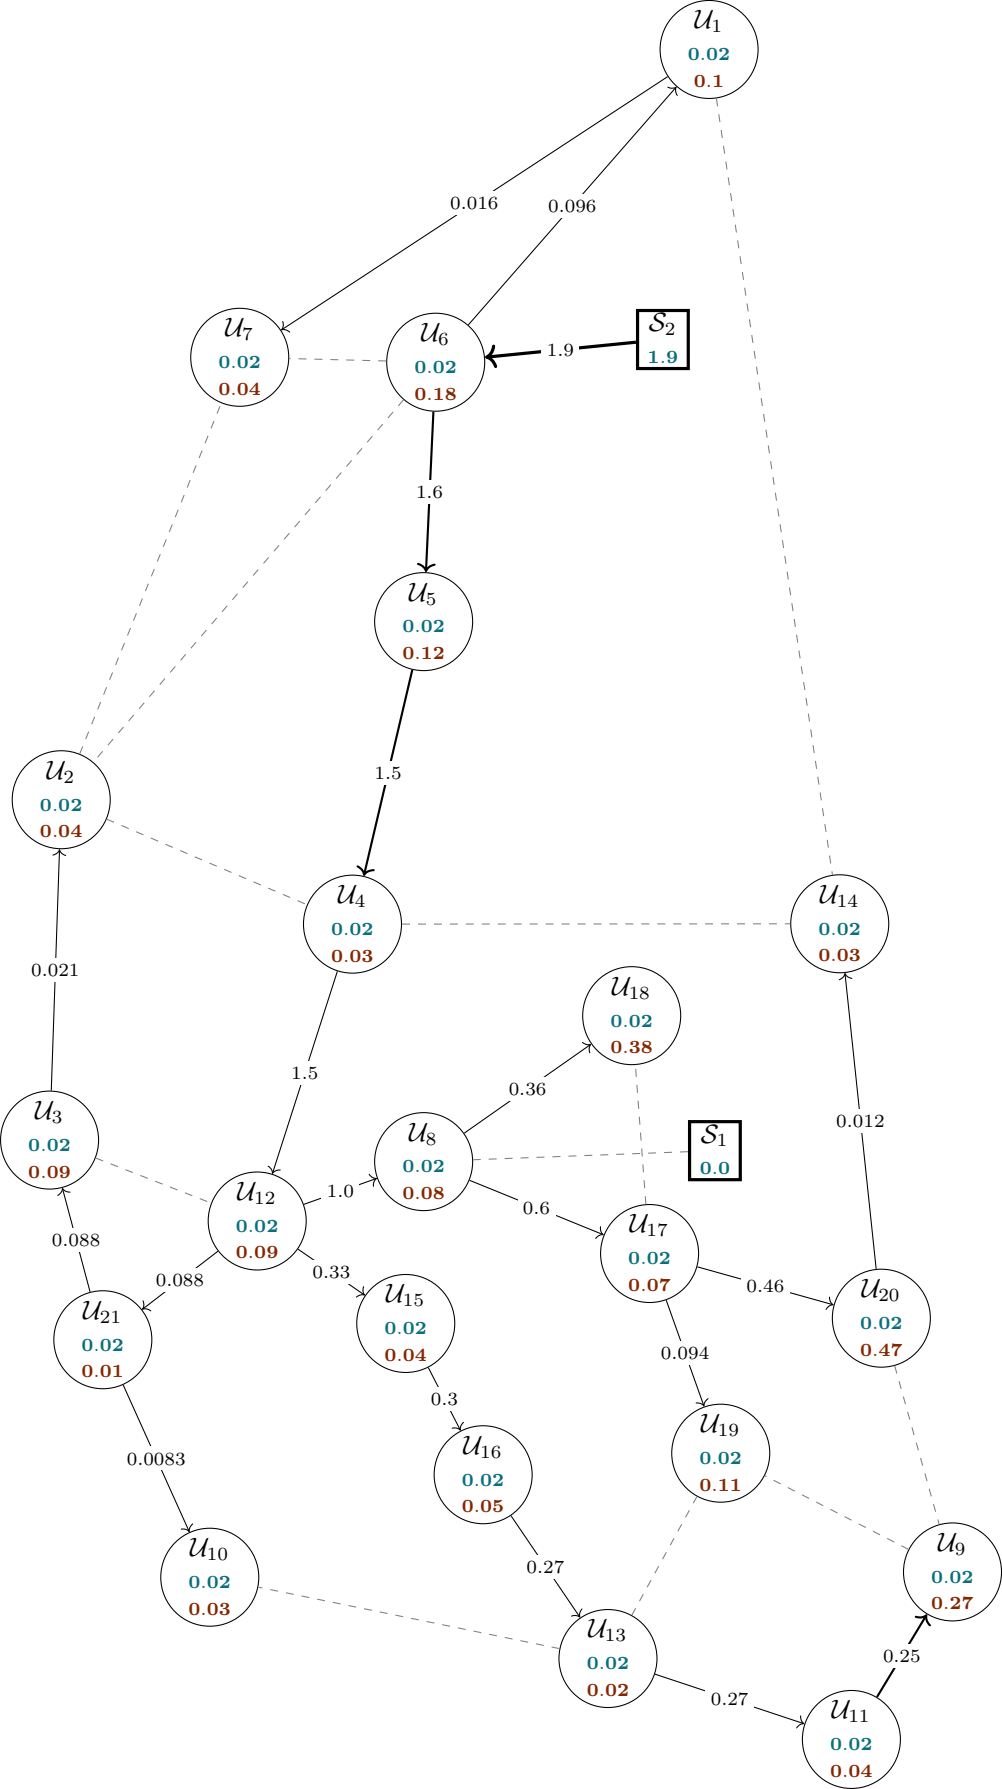 𝒰₁
0.02
0.1
0.016
0.096
𝒰₇
0.02
0.04
𝒰₆
0.02
0.18
1.9
𝒮₂
1.9
1.6
𝒰₅
0.02
0.12
1.5
𝒰₂
0.02
0.04
𝒰₄
0.02
0.03
𝒰₁₄
0.02
0.03
0.021
𝒰₁₈
0.02
0.38
1.5
0.36
0.012
𝒰₃
0.02
0.09
𝒰₈
0.02
0.08
𝒮₁
0.0
𝒰₁₂
0.02
0.09
1.0
0.6
𝒰₁₇
0.02
0.07
0.088
0.088
0.33
0.46
𝒰₂₁
0.02
0.01
𝒰₁₅
0.02
0.04
𝒰₂₀
0.02
0.47
0.094
0.3
𝒰₁₉
0.02
0.11
0.0083
𝒰₁₆
0.02
0.05
𝒰₁₀
0.02
0.03
0.27
𝒰₉
0.02
0.27
𝒰₁₃
0.02
0.02
0.25
0.27
𝒰₁₁
0.02
0.04